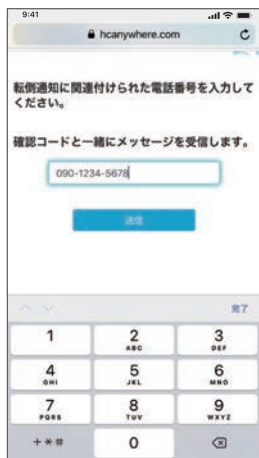 9:41
hcanywhere.com
転倒通知に関連付けられた電話番号を入力して
ください。
確認コードと一緒にメッセージを受信します。
090-1234-5678
送信
完了
1
2
ABC
3
DEF
4
GHI
5
JKL
6
MNO
7
PQRS
8
TUV
9
WXYZ
+*#
0